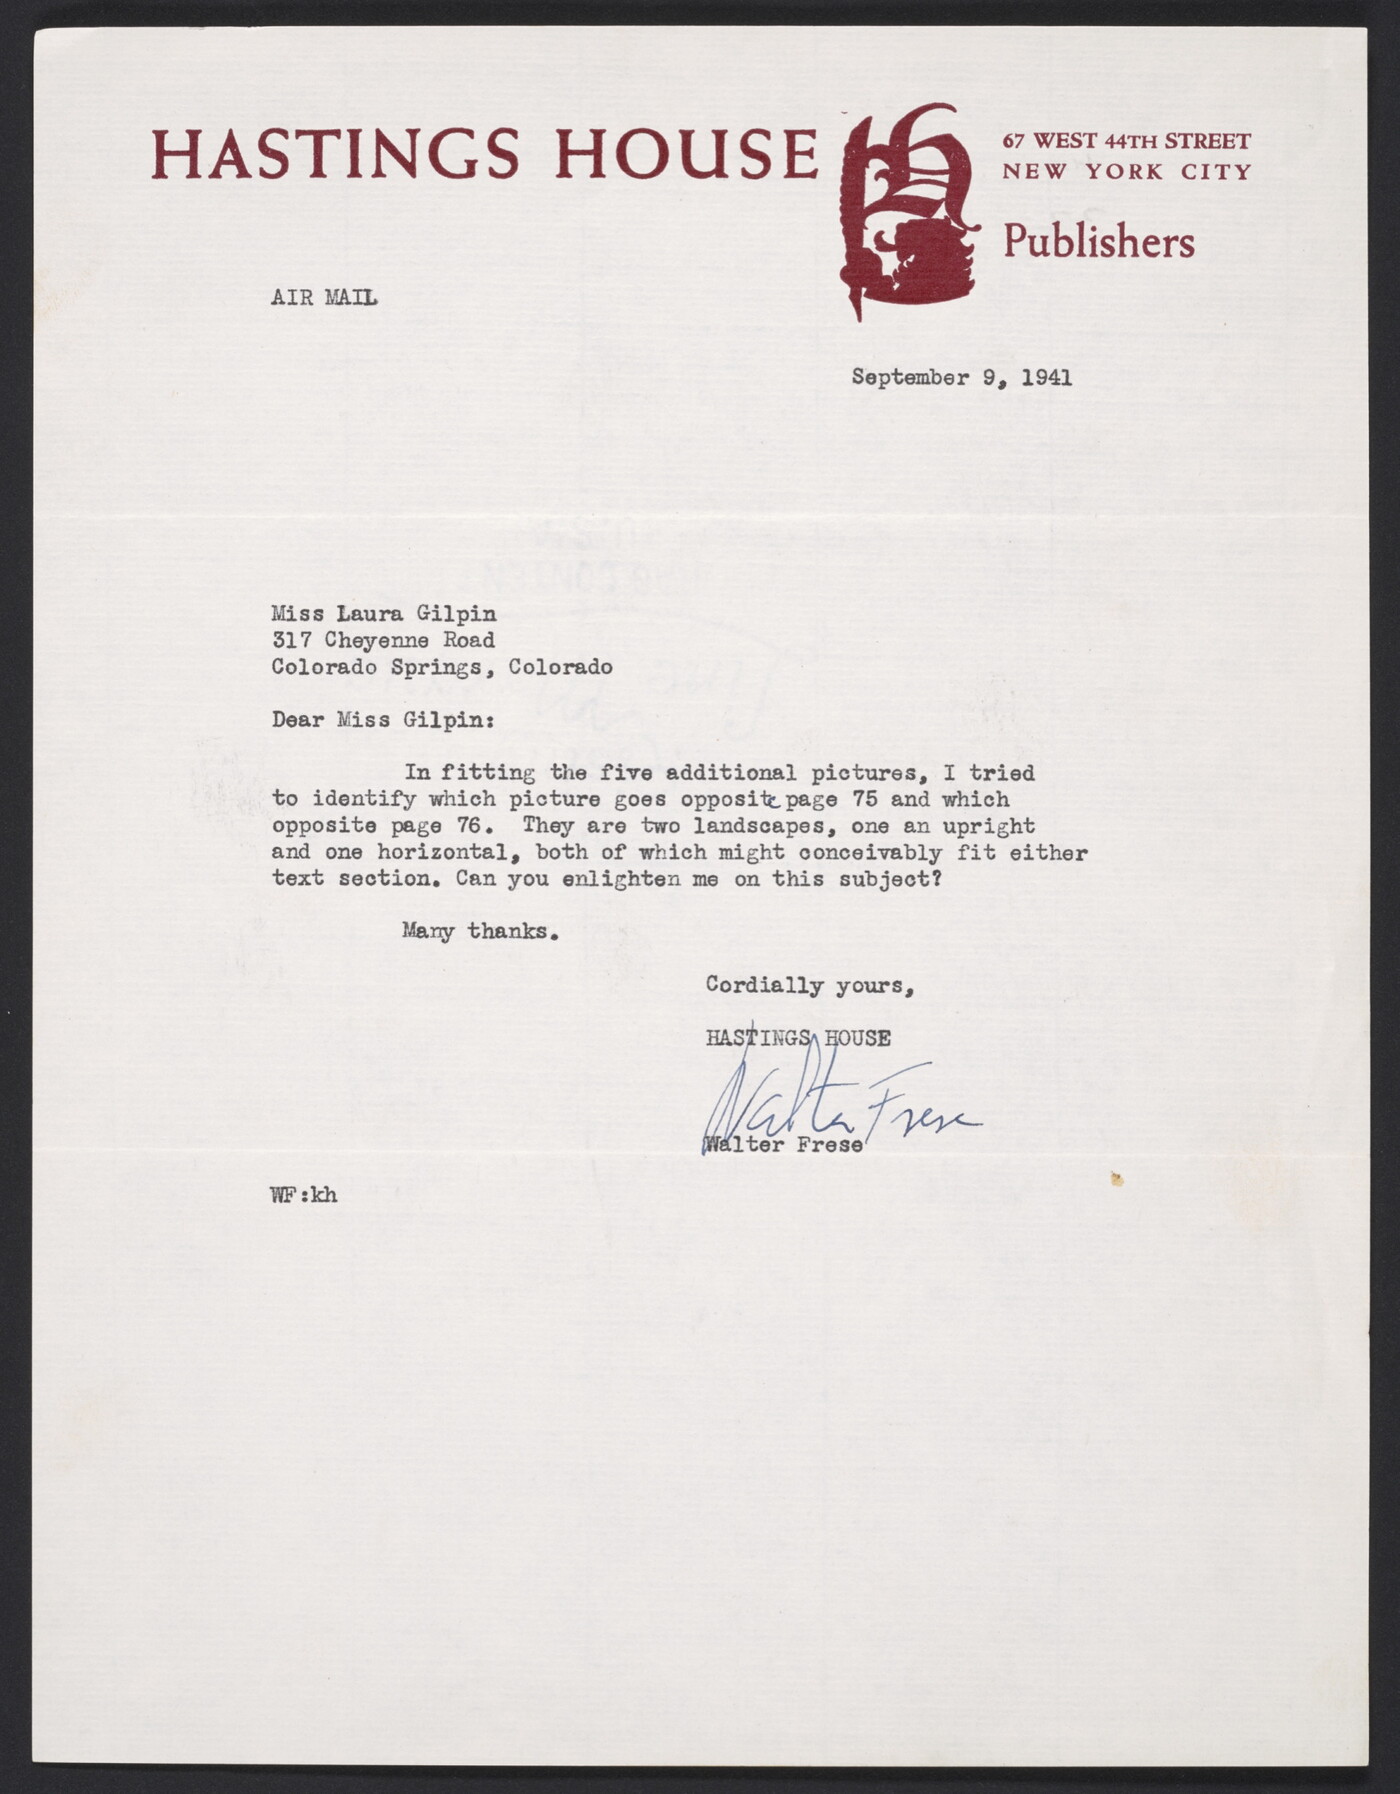 HASTINGS HOUSE
67 WEST 44TH STREET
NEW YORK CITY
Publishers
AIR MAIL
September 9, 1941
Miss Laura Gilpin
317 Cheyenne Road
Colorado Springs, Colorado
Dear Miss Gilpin:
In fitting the five additional pictures, I tried
to identify which picture goes opposite page 75 and which
opposite page 76. They are two landscapes, one an upright
and one horizontal, both of which might conceivably fit either
text section. Can you enlighten me on this subject?
Many thanks.
Cordially yours,
HASTINGS HOUSE
Walter Frese
Walter Frese
WF:kh